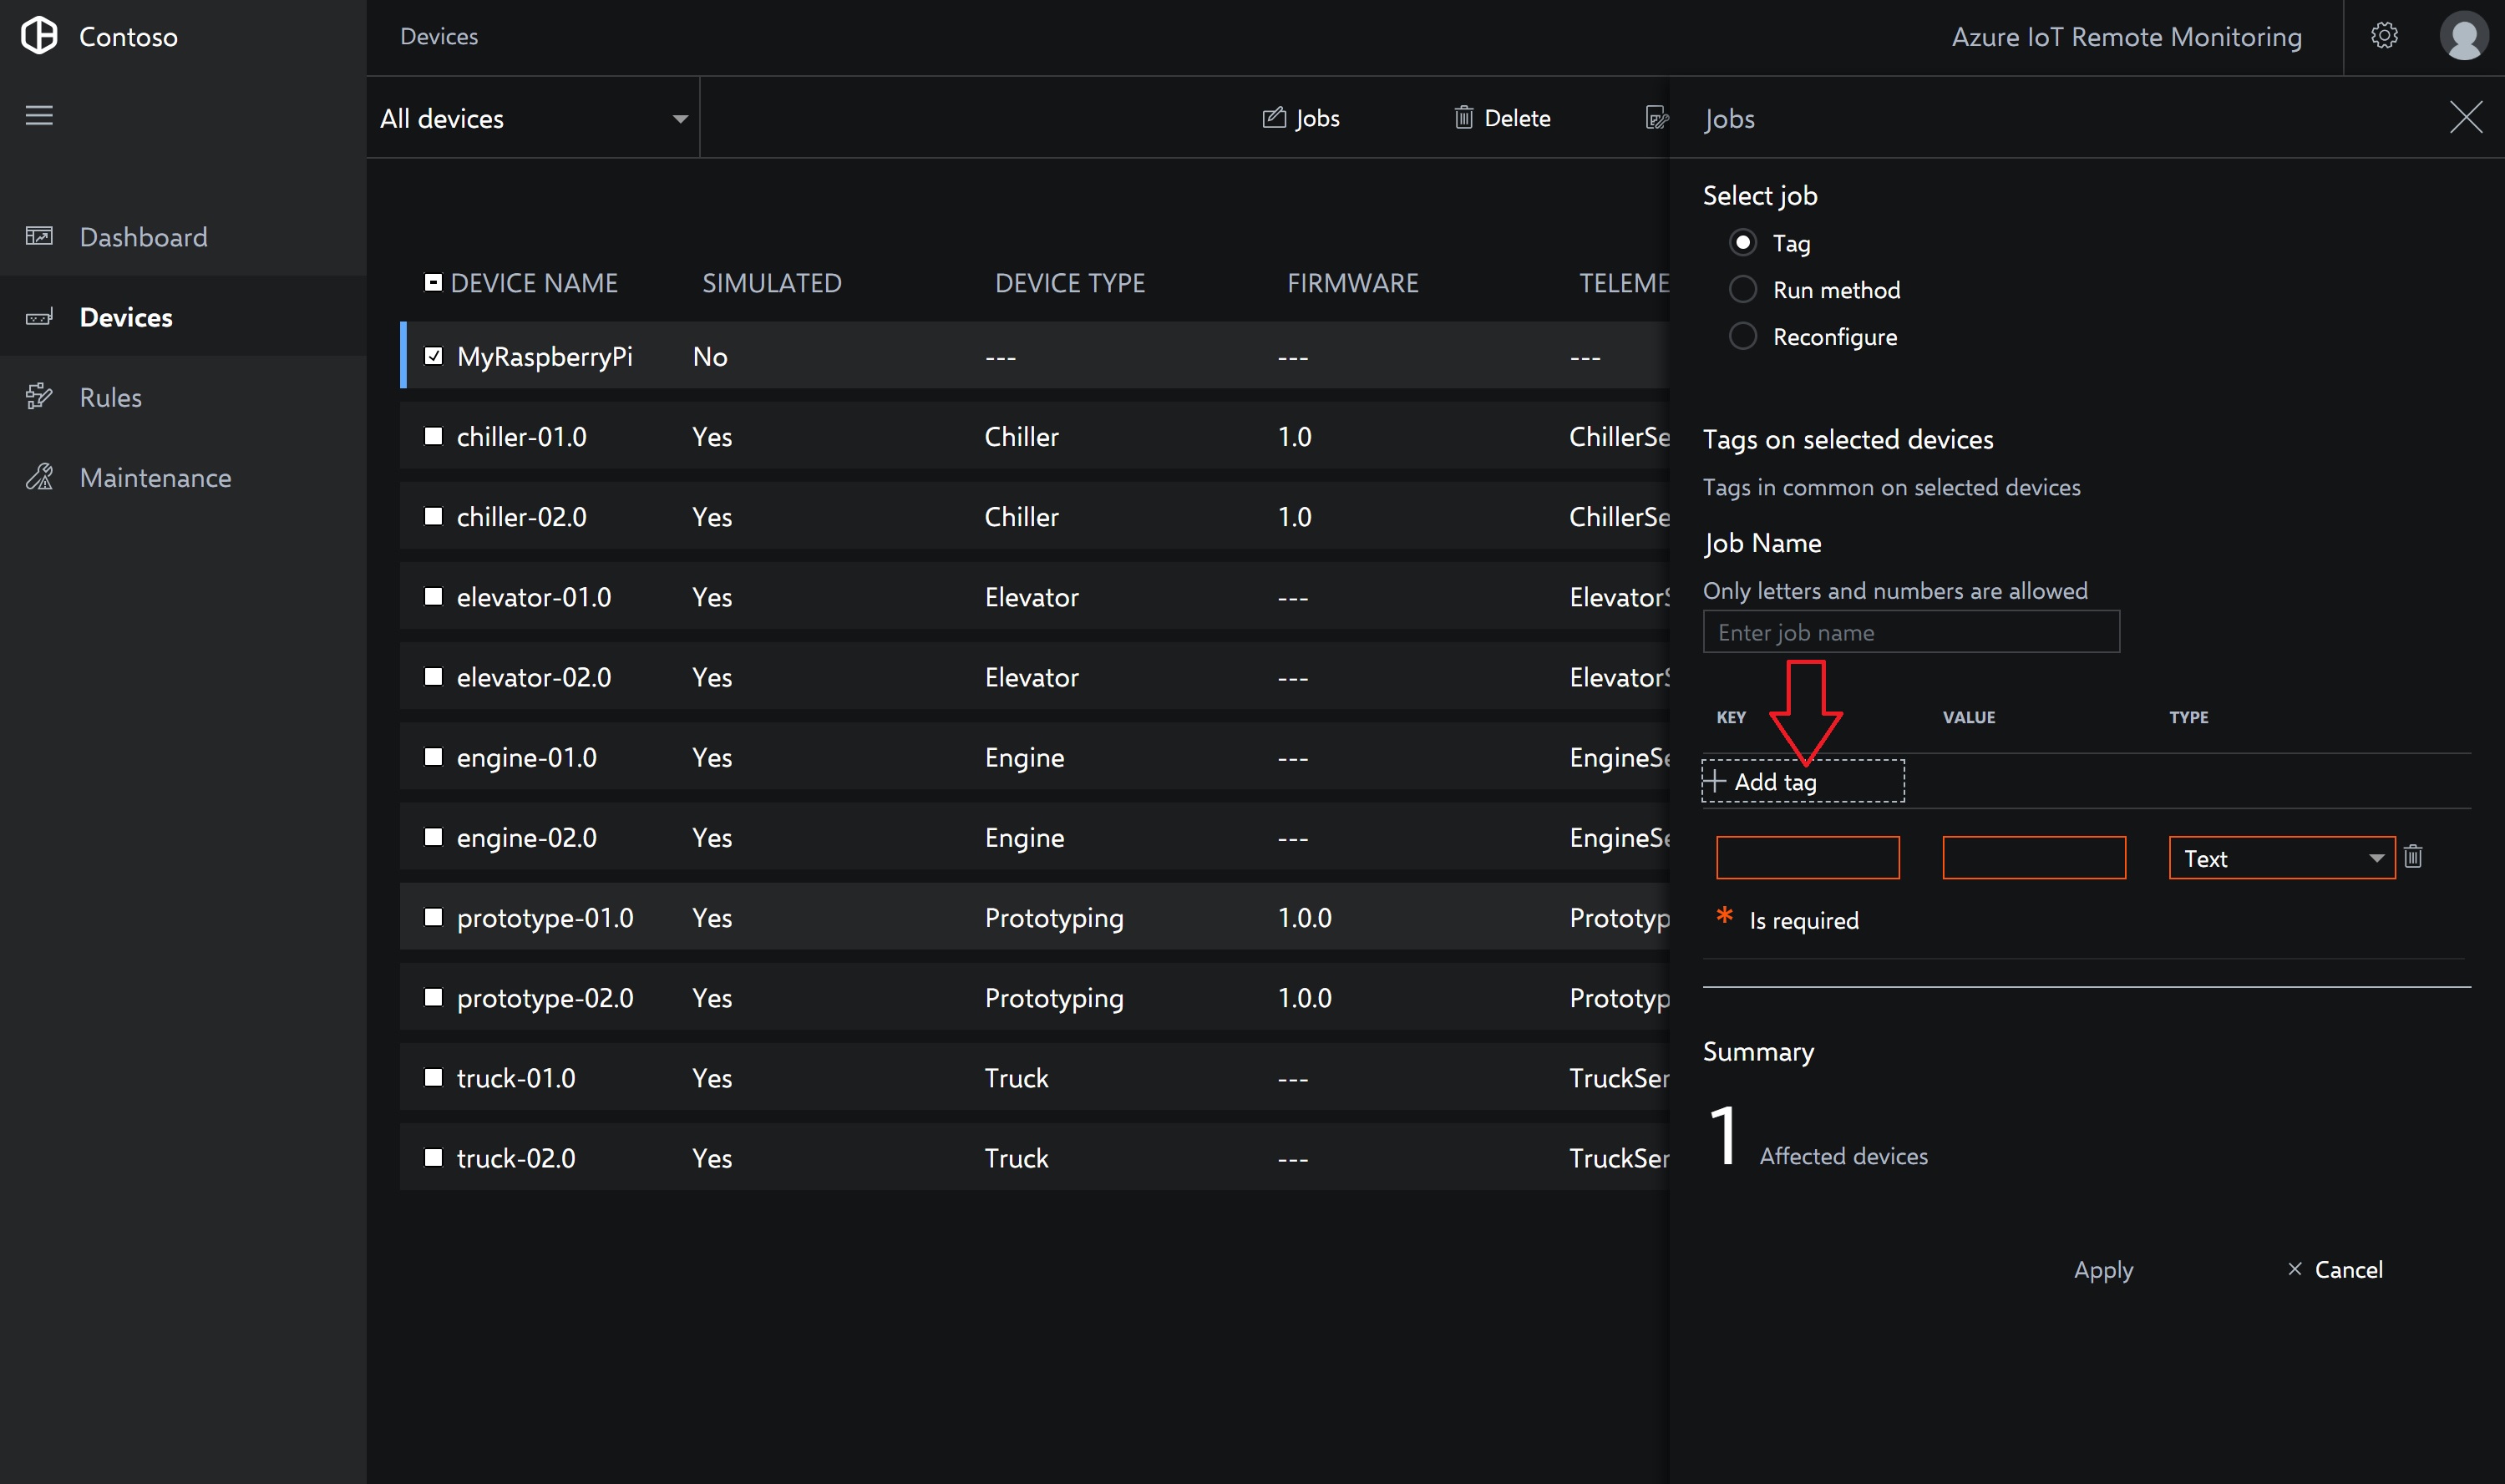 Contoso
Devices
Azure IoT Remote Monitoring
All devices
Jobs
Delete
Jobs
Dashboard
Devices
Rules
Maintenance
DEVICE NAME SIMULATED DEVICE TYPE FIRMWARE TELEME
MyRaspberryPi No --- --- ---
chiller-01.0 Yes Chiller 1.0 ChillerSe
chiller-02.0 Yes Chiller 1.0 ChillerSe
elevator-01.0 Yes Elevator --- ElevatorS
elevator-02.0 Yes Elevator --- ElevatorS
engine-01.0 Yes Engine --- EngineSe
engine-02.0 Yes Engine --- EngineSe
prototype-01.0 Yes Prototyping 1.0.0 Prototyp
prototype-02.0 Yes Prototyping 1.0.0 Prototyp
truck-01.0 Yes Truck --- TruckSer
truck-02.0 Yes Truck --- TruckSer
Select job
Tag
Run method
Reconfigure
Tags on selected devices
Tags in common on selected devices
Job Name
Only letters and numbers are allowed
Enter job name
KEY VALUE TYPE
+ Add tag
Text
* Is required
Summary
1 Affected devices
Apply
Cancel